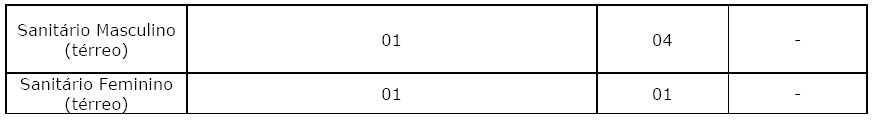 Sanitário Masculino
(térreo) 01 04 -
Sanitário Feminino
(térreo) 01 01 -